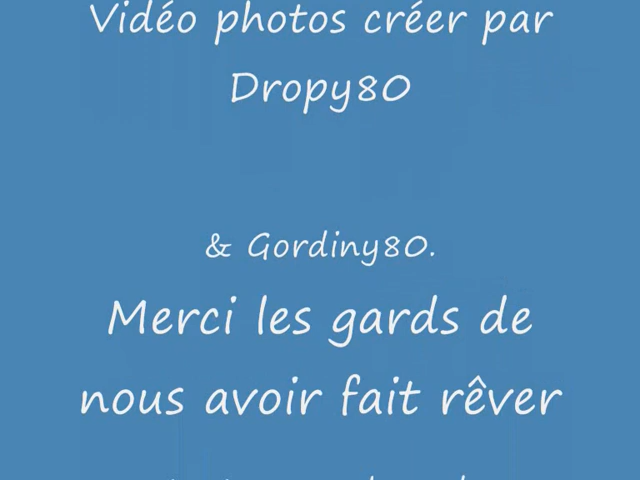 Vidéo photos créer par
Dropy80
& Gordiny80.
Merci les gards de
nous avoir fait rêver